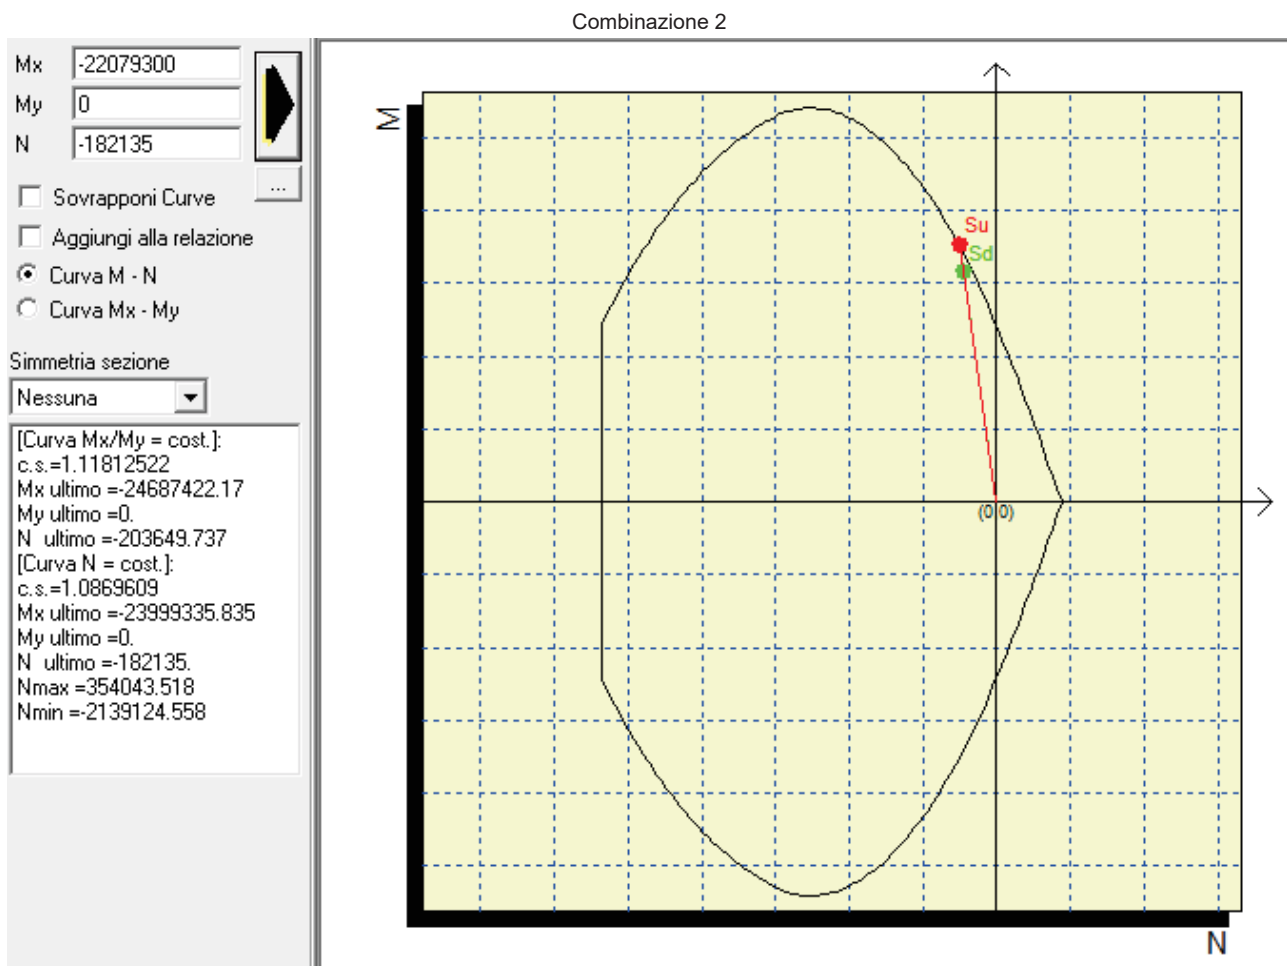 Combinazione 2
Mx -22079300
My 0
N -182135
...
Sovrapponi Curve
Aggiungi alla relazione
Curva M - N
Curva Mx - My
Simmetria sezione
Nessuna
[Curva Mx/My = cost.]:
c.s.=1.11812522
Mx ultimo =-24687422.17
My ultimo =0.
N ultimo =-203649.737
[Curva N = cost.]:
c.s.=1.0869609
Mx ultimo =-23999335.835
My ultimo =0.
N ultimo =-182135.
Nmax =354043.518
Nmin =-2139124.558
M
Su
Sd
(0,0)
N